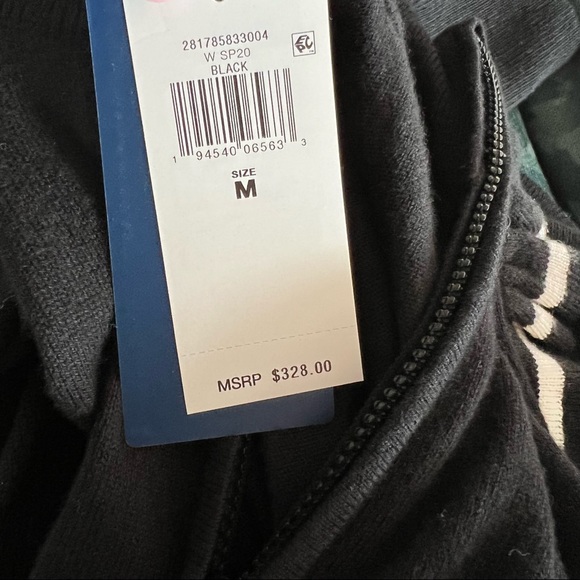 281785833004
W SP20
BLACK
1 94540 06563 3
SIZE
M
MSRP $328.00